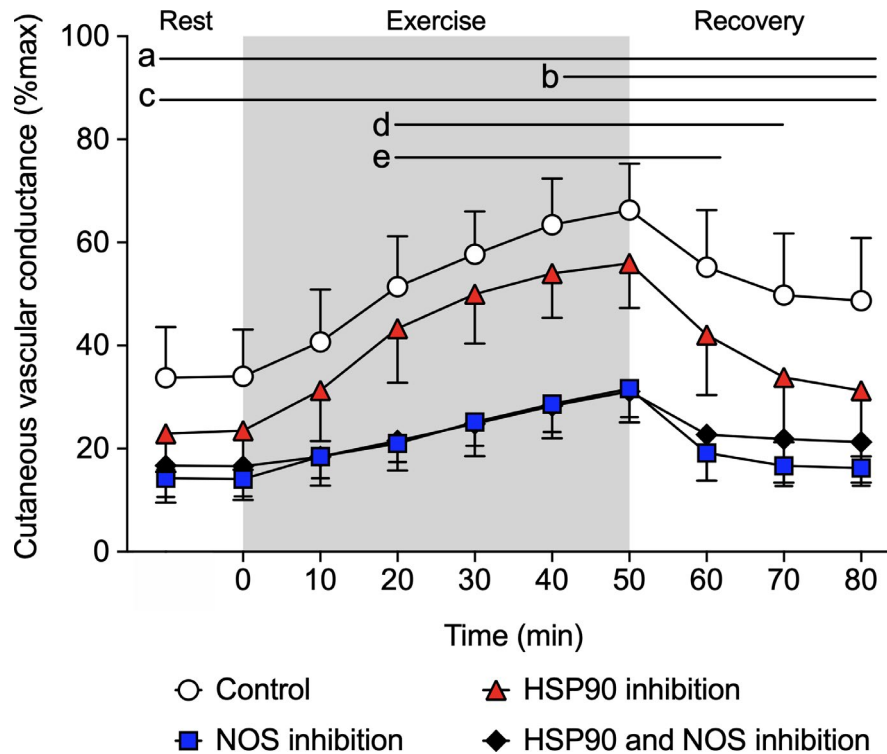 Rest Exercise Recovery
Cutaneous vascular conductance (%max)
100
80
60
40
20
0
a
b
c
d
e
0 10 20 30 40 50 60 70 80
Time (min)
Control HSP90 inhibition
NOS inhibition HSP90 and NOS inhibition